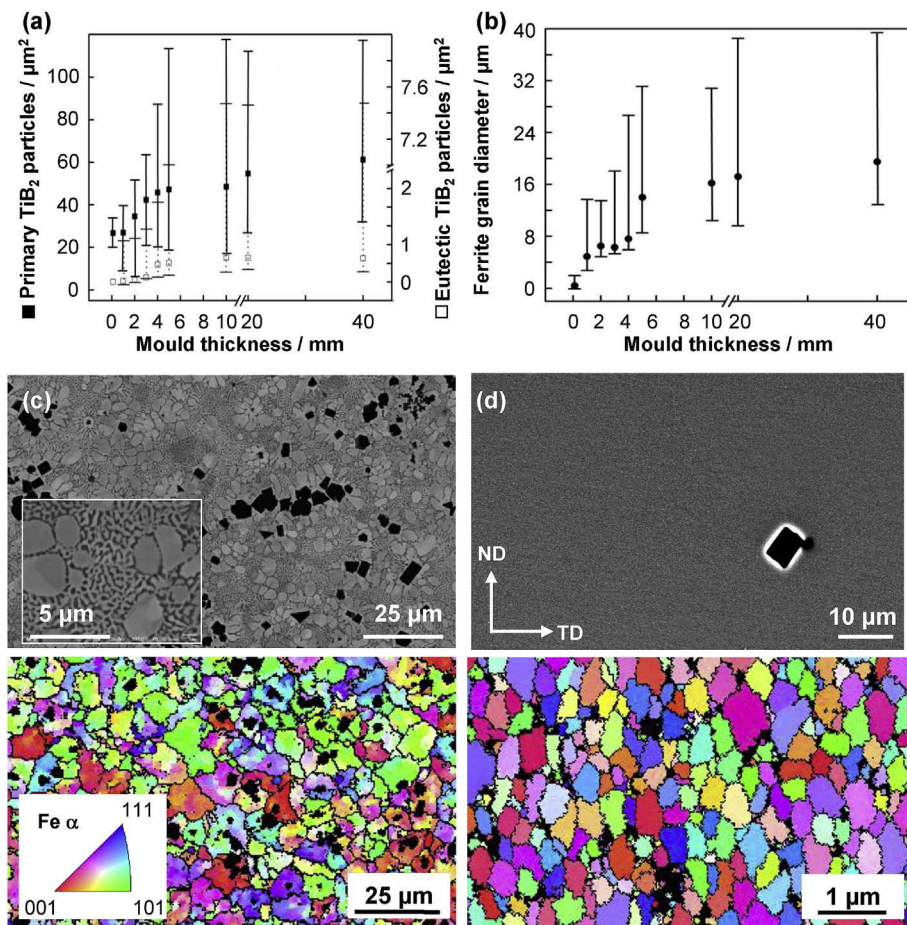 (a)
■ Primary TiB₂ particles / µm²
100
80
60
40
20
0
0 2 4 6 8 10 20 40
Mould thickness / mm
7.6
7.2
2
1
0
□ Eutectic TiB₂ particles / µm²
(b)
Ferrite grain diameter / µm
40
32
24
16
8
0
0 2 4 6 8 10 20 40
Mould thickness / mm
(c)
5 µm
25 µm
(d)
ND
TD
10 µm
Fe α
111
001
101
25 µm
1 µm